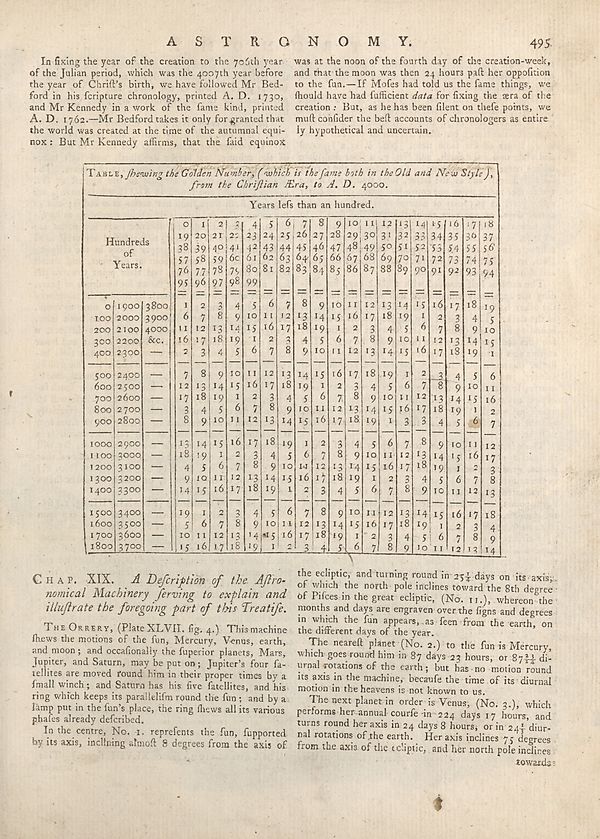 A S T R O N O M Y. 495
In fixing the year of the creation to the 706th year
of the Julian period, which was the 4007th year before
the year of Chriſt's birth, we have followed Mr Bed-
ford in his ſcripture chronology, printed A. D. 1730,
and Mr Kennedy in a work of the ſame kind, printed
A. D. 1762.—Mr Bedford takes it only for granted that
the world was created at the time of the autumnal equi-
nox : But Mr Kennedy affirms, that the ſaid equinox
was at the noon of the fourth day of the creation-week,
and that the moon was then 24 hours paſt her oppoſition
to the ſun.—If Moſes had told us the ſame things, we
ſhould have had ſufficient data for fixing the æra of the
creation : But, as he has been ſilent on theſe points, we
muſt conſider the beſt accounts of chronologers as entire
ly hypothetical and uncertain.
TABLE, ſhewing the Golden Number, (which is the ſame both in the Old and New Style),
from the Chriſtian Æra, to A. D. 4000.
Years leſs than an hundred.
Hundreds
of
Years.
0 1 2 3 4 5 6 7 8 9 10 11 12 13 14 15 16 17 18
19 20 21 22 23 24 25 26 27 28 29 30 31 32 33 34 35 36 37
38 39 40 41 42 43 44 45 46 47 48 49 50 51 52 53 54 55 56
57 58 59 60 61 62 63 64 65 66 67 68 69 70 71 72 73 74 75
76 77 78 79 80 81 82 83 84 85 86 87 88 89 90 91 92 93 94
95 96 97 98 99
0 1900 3800 1 2 3 4 5 6 7 8 9 10 11 12 13 14 15 16 17 18 19
100 2000 3900 6 7 8 9 10 11 12 13 14 15 16 17 18 19 1 2 3 4 5
200 2100 4000 11 12 13 14 15 16 17 18 19 1 2 3 4 5 6 7 8 9 10
300 2200 &c. 16 17 18 19 1 2 3 4 5 6 7 8 9 10 11 12 13 14 15
400 2300 — 2 3 4 5 6 7 8 9 10 11 12 13 14 15 16 17 18 19 1
500 2400 — 7 8 9 10 11 12 13 14 15 16 17 18 19 1 2 3 4 5 6
600 2500 — 12 13 14 15 16 17 18 19 1 2 3 4 5 6 7 8 9 10 11
700 2600 — 17 18 19 1 2 3 4 5 6 7 8 9 10 11 12 13 14 15 16
800 2700 — 3 4 5 6 7 8 9 10 11 12 13 14 15 16 17 18 19 1 2
900 2800 — 8 9 10 11 12 13 14 15 16 17 18 19 1 3 3 4 5 6 7
1000 2900 — 13 14 15 16 17 18 19 1 2 3 4 5 6 7 8 9 10 11 12
1100 3000 — 18 19 1 2 3 4 5 6 7 8 9 10 11 12 13 14 15 16 17
1200 3100 — 4 5 6 7 8 9 10 11 12 13 14 15 16 17 18 19 1 2 3
1300 3200 — 9 10 11 12 13 14 15 16 17 18 19 1 2 3 4 5 6 7 8
1400 3300 — 14 15 16 17 18 19 1 2 3 4 5 6 7 8 9 10 11 12 13
1500 3400 — 19 1 2 3 4 5 6 7 8 9 10 11 12 13 14 15 16 17 18
1600 3500 — 5 6 7 8 9 10 11 12 13 14 15 16 17 18 19 1 2 3 4
1700 3600 — 10 11 12 13 14 15 16 17 18 19 1 2 3 4 5 6 7 8 9
1800 3700 — 15 16 17 18 19 1 2 3 4 5 6 7 8 9 10 11 12 13 14
CHAP. XIX. A Deſcription of the Aſtro-
nomical Machinery ſerving to explain and
illuſtrate the foregoing part of this Treatiſe.
THE ORRERY, (Plate XLVII. fig. 4.) This machine
ſhews the motions of the ſun, Mercury, Venus, earth,
and moon ; and occaſionally the ſuperior planets, Mars,
Jupiter, and Saturn, may be put on ; Jupiter's four ſa-
tellites are moved round him in their proper times by a
ſmall winch ; and Saturn has his five ſatellites, and his
ring which keeps its paralleliſm round the ſun ; and by a
lamp put in the ſun's place, the ring ſhews all its various
phaſes already deſcribed.
In the centre, No. 1. repreſents the ſun, ſupported
by its axis, inclining almoſt 8 degrees from the axis of
the ecliptic, and turning round in 25¼ days on its axis,
of which the north pole inclines toward the 8th degree
of Piſces in the great ecliptic, (No. 11.), whereon the
months and days are engraven over the ſigns and degrees
in which the ſun appears, as ſeen from the earth, on
the different days of the year.
The neareſt planet (No. 2.) to the ſun is Mercury,
which goes round him in 87 days 23 hours, or 87 23/24 di-
urnal rotations of the earth ; but has no motion round
its axis in the machine, becauſe the time of its diurnal
motion in the heavens is not known to us.
The next planet in order is Venus, (No. 3.), which
performs her annual courſe in 224 days 17 hours, and
turns round her axis in 24 days 8 hours, or in 24⅓ diur-
nal rotations of the earth. Her axis inclines 75 degrees
from the axis of the ecliptic, and her north pole inclines
towards